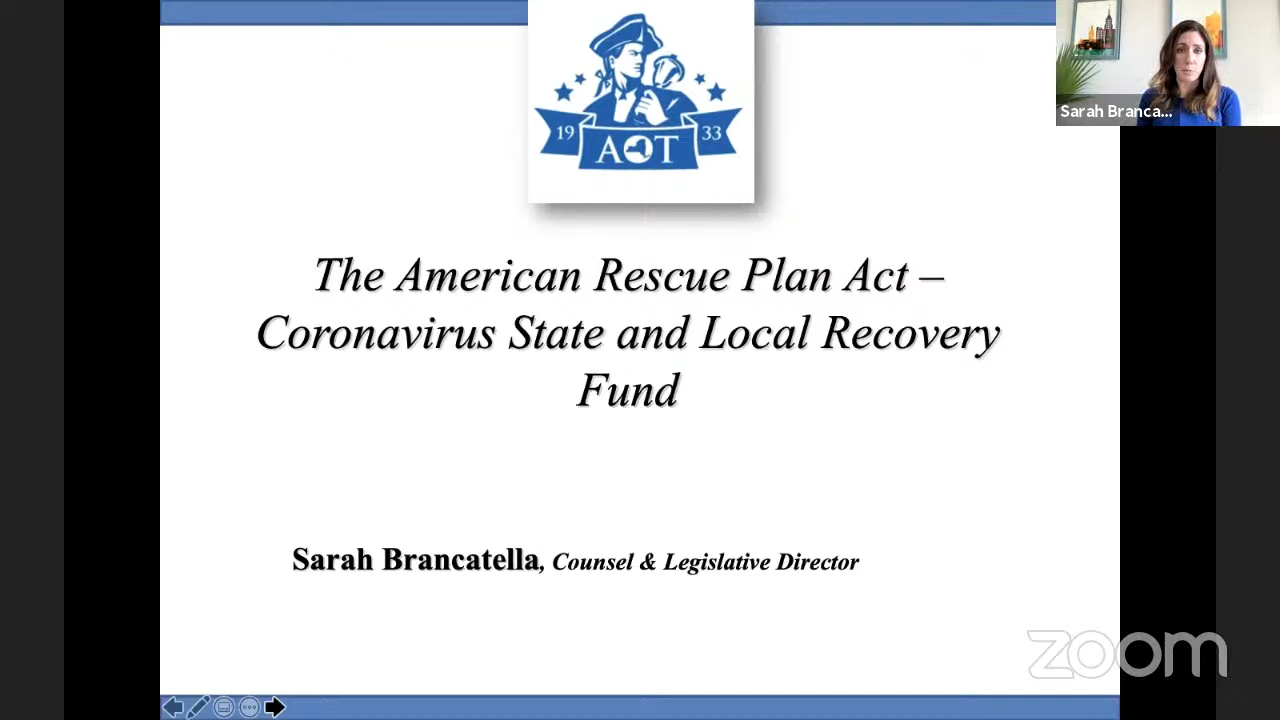 Sarah Branca...
19 33
AOT
The American Rescue Plan Act –
Coronavirus State and Local Recovery
Fund
Sarah Brancatella, Counsel & Legislative Director
zoom